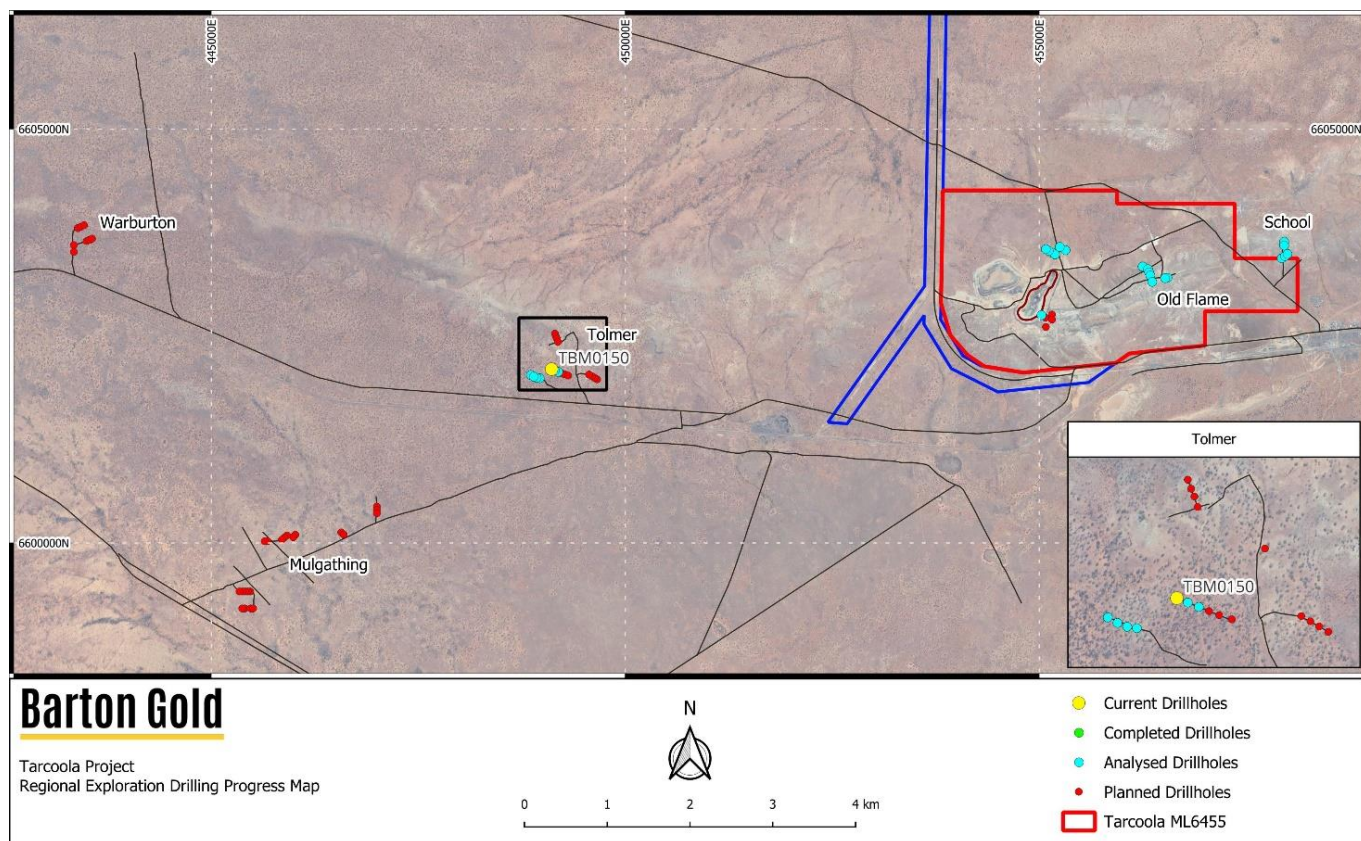 445000E
450000E
455000E
6605000N
6605000N
Warburton
School
Old Flame
Tolmer
TBM0150
Tolmer
6600000N
Mulgathing
TBM0150
Barton Gold
Tarcoola Project
Regional Exploration Drilling Progress Map
N
0 1 2 3 4 km
Current Drillholes
Completed Drillholes
Analysed Drillholes
Planned Drillholes
Tarcoola ML6455